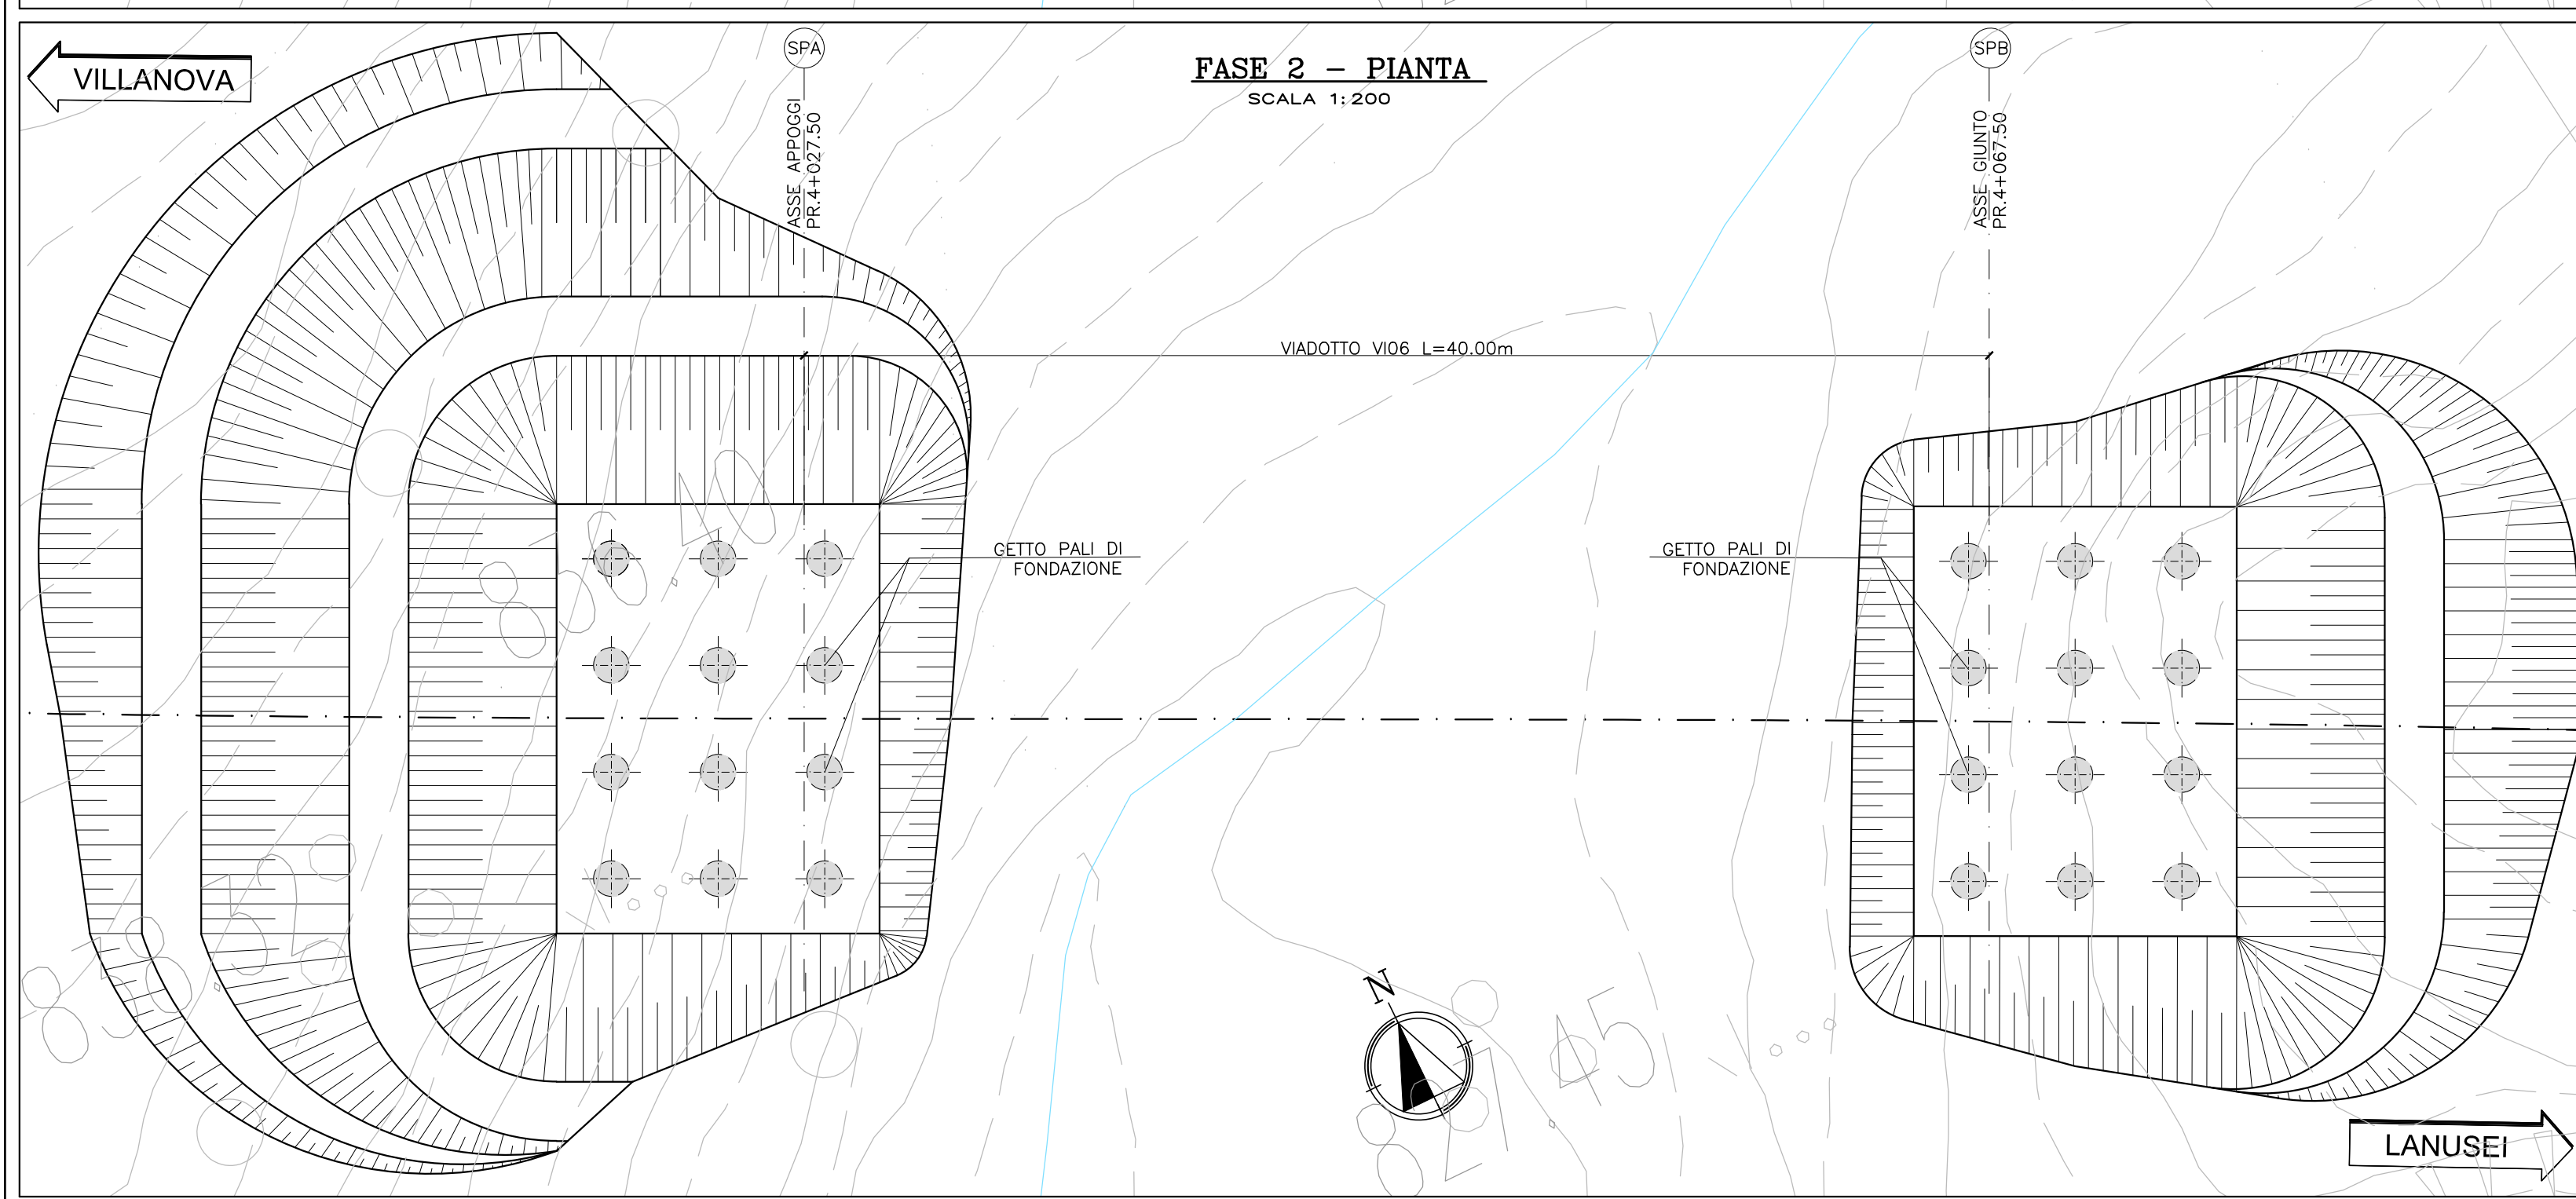 VILLANOVA
SPA
ASSE APPOGGI
PR.4+027.50
FASE 2 - PIANTA
SCALA 1:200
SPB
ASSE GIUNTO
PR.4+067.50
VIADOTTO VI06 L=40.00m
GETTO PALI DI
FONDAZIONE
GETTO PALI DI
FONDAZIONE
N
LANUSEI